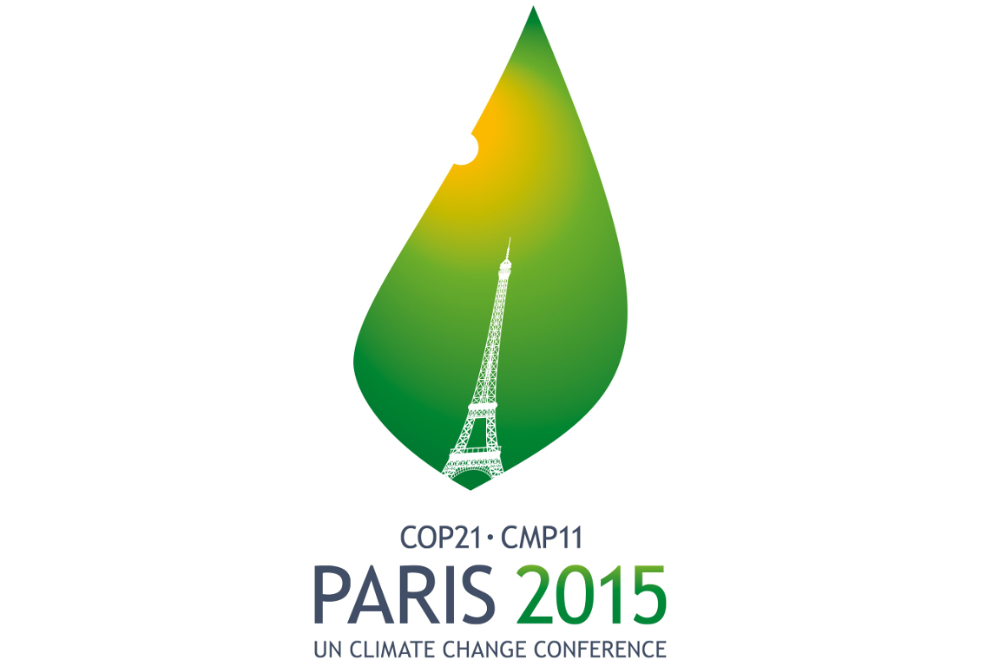 COP21·CMP11
PARIS 2015
UN CLIMATE CHANGE CONFERENCE